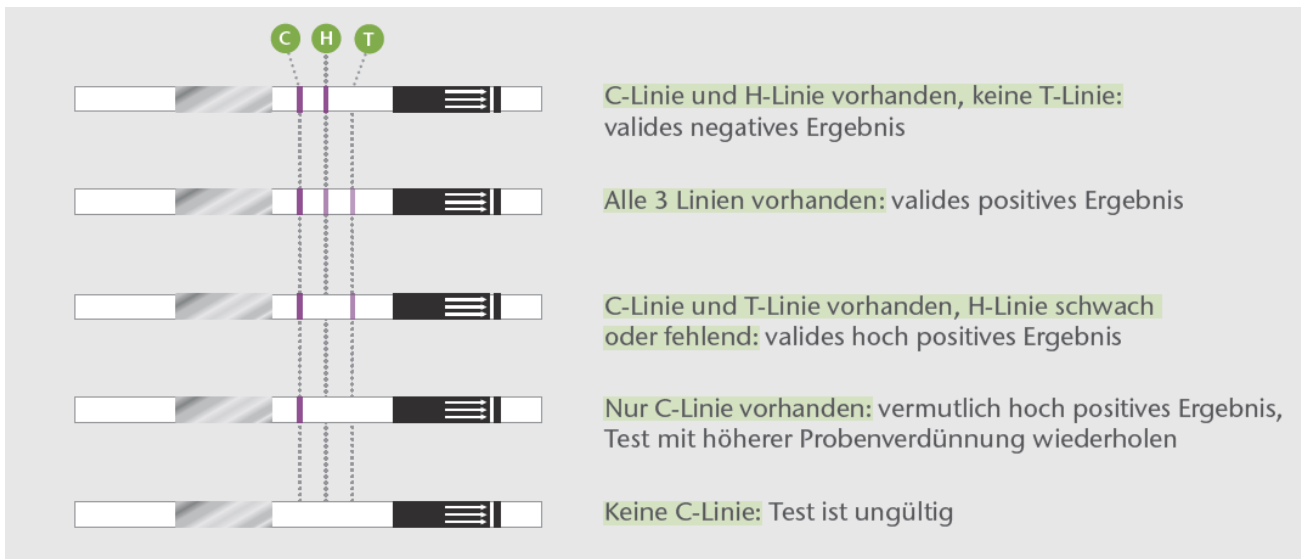 C H T
C-Linie und H-Linie vorhanden, keine T-Linie:
valides negatives Ergebnis
Alle 3 Linien vorhanden: valides positives Ergebnis
C-Linie und T-Linie vorhanden, H-Linie schwach
oder fehlend: valides hoch positives Ergebnis
Nur C-Linie vorhanden: vermutlich hoch positives Ergebnis,
Test mit höherer Probenverdünnung wiederholen
Keine C-Linie: Test ist ungültig